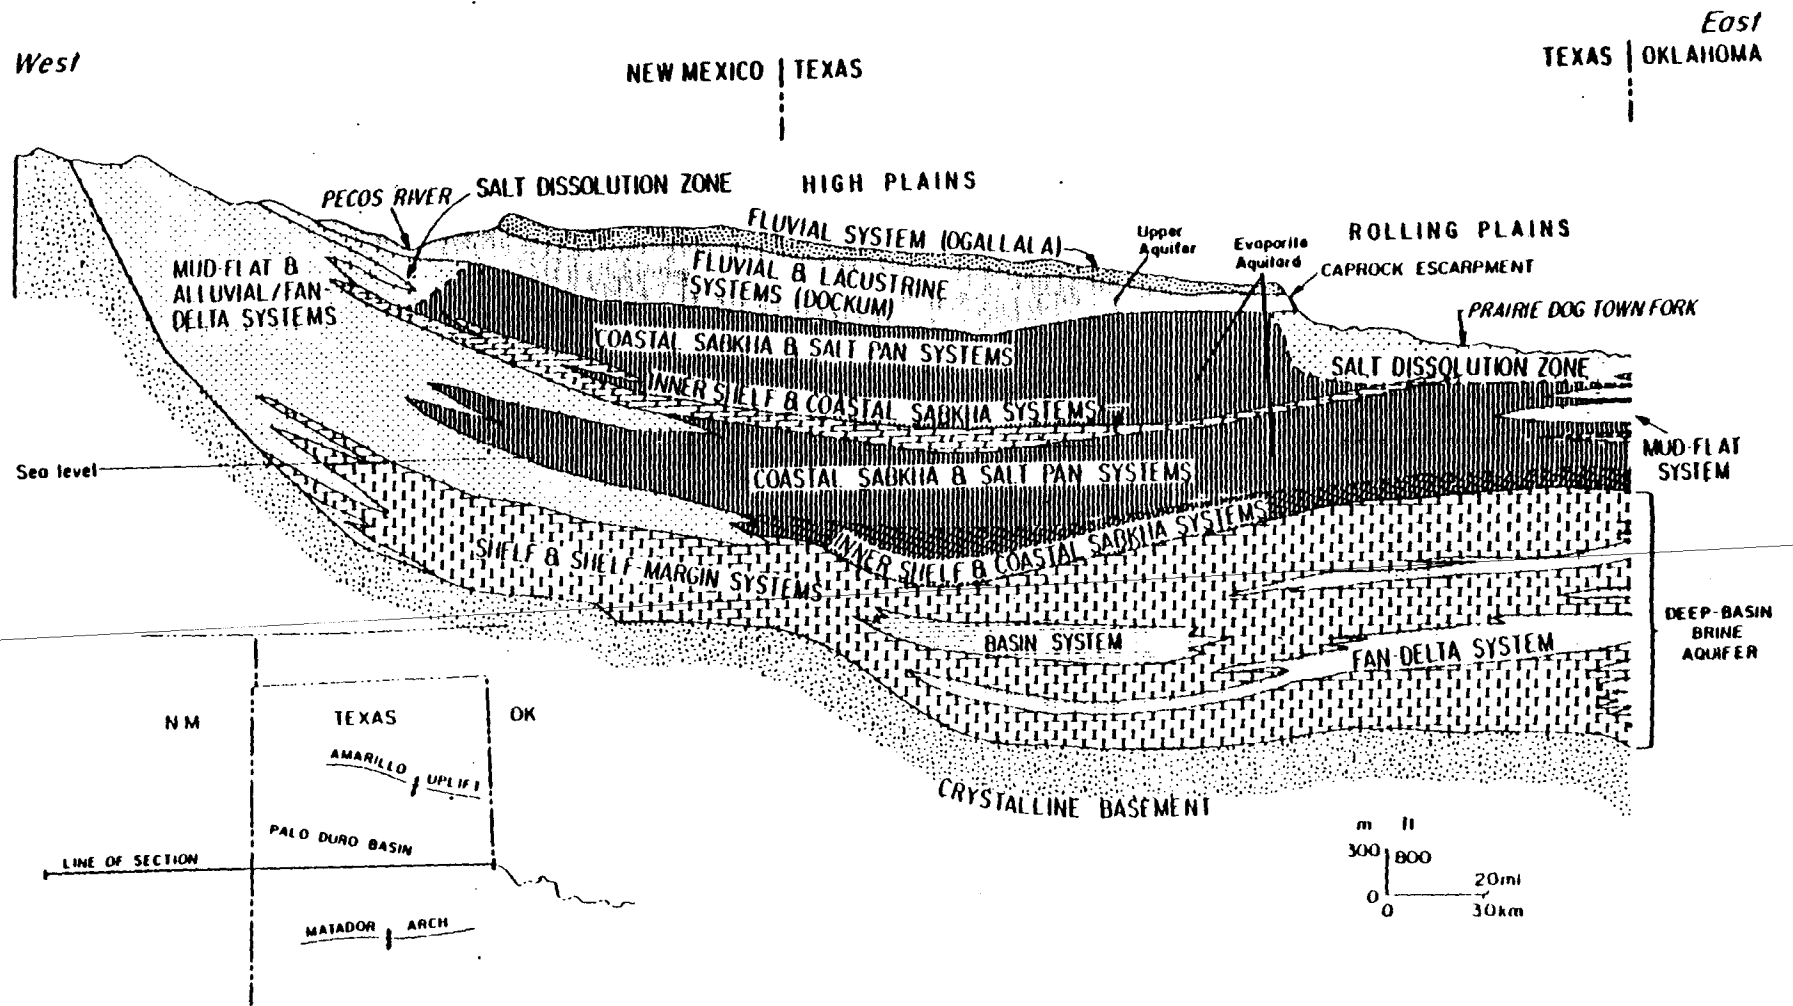 East
West
NEW MEXICO | TEXAS
TEXAS | OKLAHOMA
PECOS RIVER
SALT DISSOLUTION ZONE
HIGH PLAINS
FLUVIAL SYSTEM (OGALLALA)
Upper
Aquifer
Evaporite
Aquitard
ROLLING PLAINS
CAPROCK ESCARPMENT
MUD-FLAT &
ALLUVIAL/FAN-
DELTA SYSTEMS
FLUVIAL & LACUSTRINE
SYSTEMS (DOCKUM)
PRAIRIE DOG TOWN FORK
COASTAL SABKHA & SALT PAN SYSTEMS
SALT DISSOLUTION ZONE
INNER SHELF & COASTAL SABKHA SYSTEMS
MUD-FLAT
SYSTEM
Sea level
COASTAL SABKHA & SALT PAN SYSTEMS
INNER SHELF & COASTAL SABKHA SYSTEMS
SHELF & SHELF-MARGIN SYSTEMS
BASIN SYSTEM
FAN-DELTA SYSTEM
DEEP-BASIN
BRINE
AQUIFER
CRYSTALLINE BASEMENT
NM
TEXAS
OK
AMARILLO UPLIFT
PALO DURO BASIN
LINE OF SECTION
MATADOR ARCH
m ft
300 800
0
20mi
0 30km